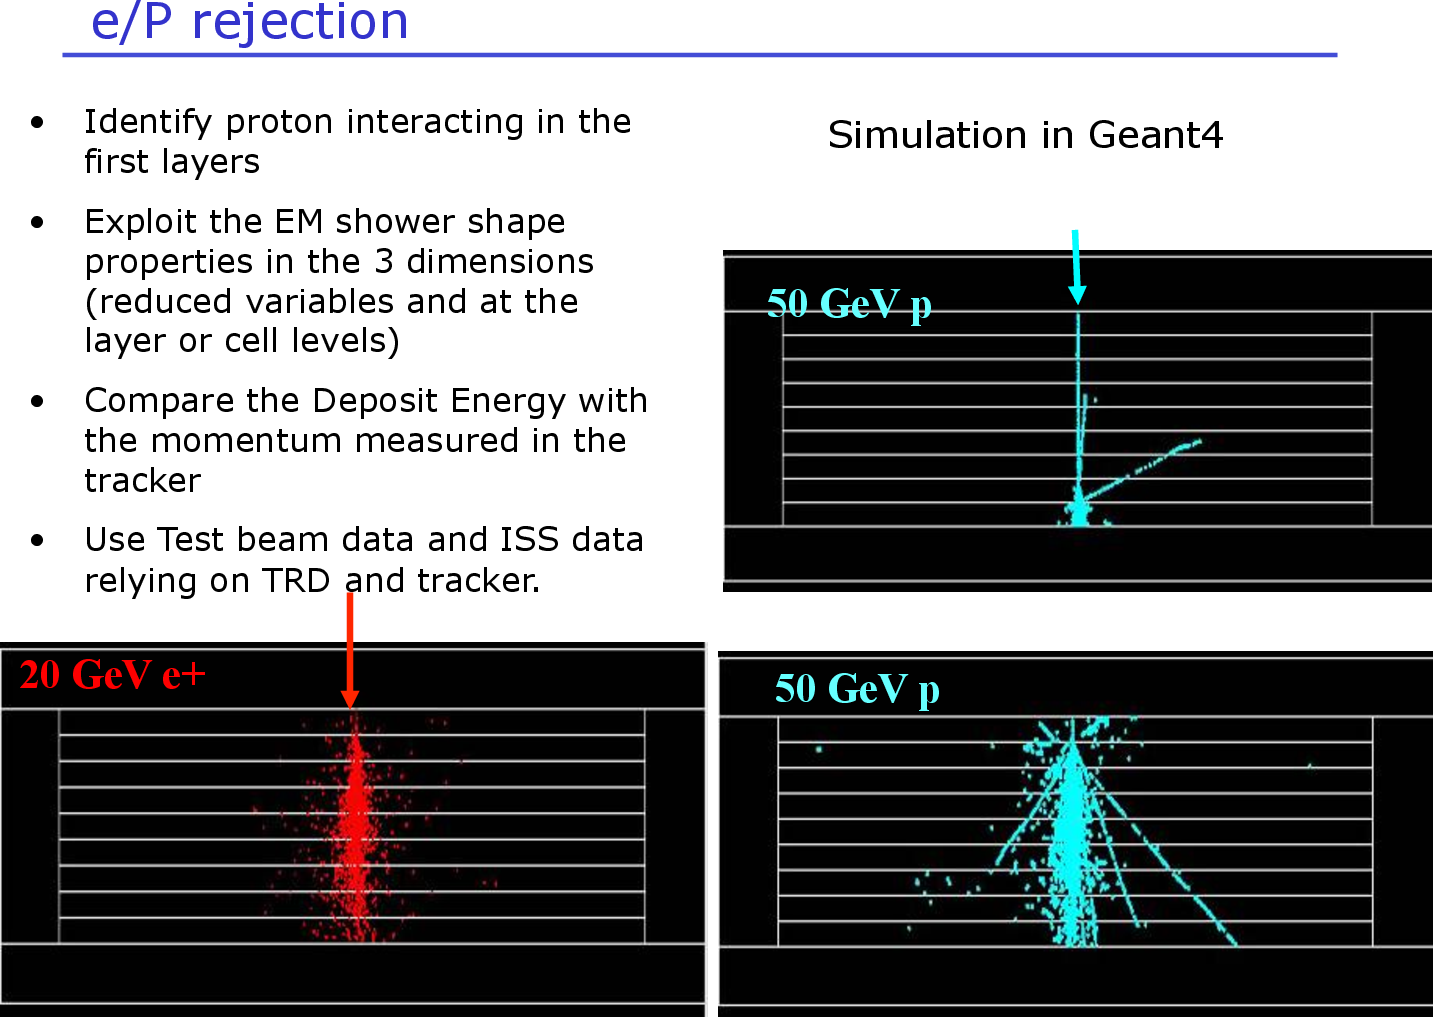 e/P rejection
• Identify proton interacting in the
first layers
• Exploit the EM shower shape
properties in the 3 dimensions
(reduced variables and at the
layer or cell levels)
• Compare the Deposit Energy with
the momentum measured in the
tracker
• Use Test beam data and ISS data
relying on TRD and tracker.
Simulation in Geant4
50 GeV p
20 GeV e+
50 GeV p